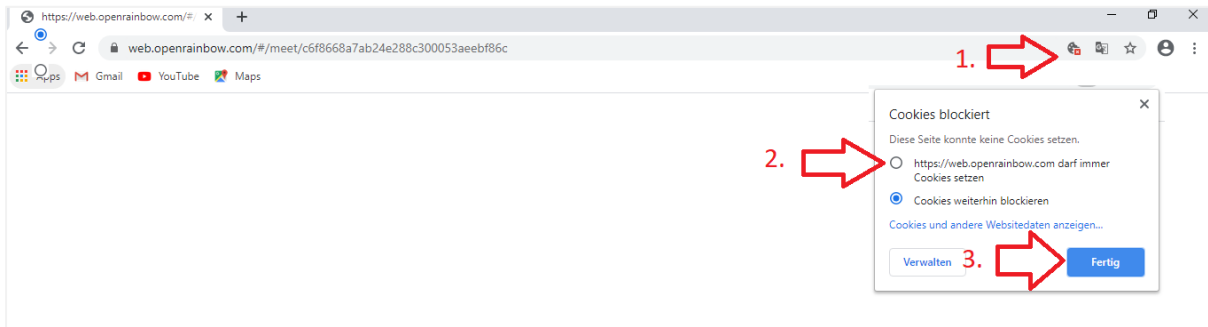 https://web.openrainbow.com/#/
web.openrainbow.com/#/meet/c6f8668a7ab24e288c300053aeebf86c
1.
Apps Gmail YouTube Maps
Cookies blockiert
Diese Seite konnte keine Cookies setzen.
2.
https://web.openrainbow.com darf immer
Cookies setzen
Cookies weiterhin blockieren
Cookies und andere Websitedaten anzeigen...
Verwalten
3.
Fertig